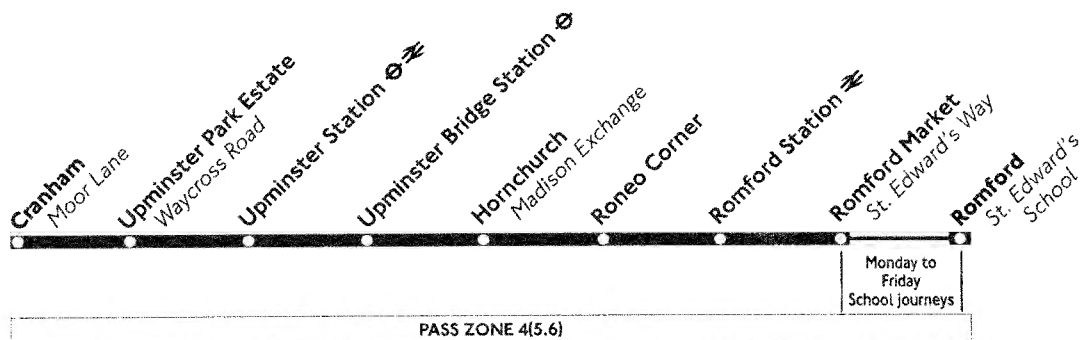 Cranham
Moor Lane
Upminster Park Estate
Waycross Road
Upminster Station
Upminster Bridge Station
Hornchurch
Madison Exchange
Roneo Corner
Romford Station
Romford Market
St. Edward's Way
Romford
St. Edward's
School
Monday to
Friday
School journeys
PASS ZONE 4(5.6)